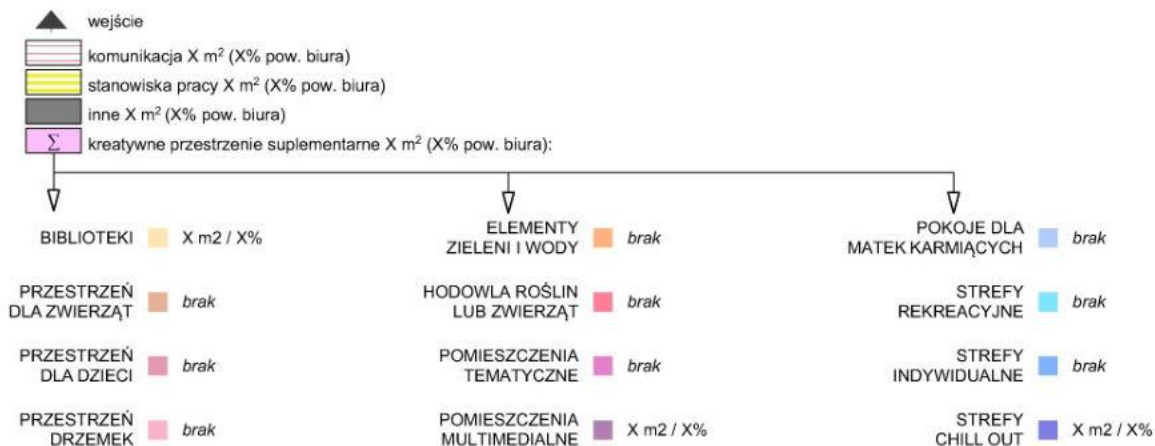 wejście
komunikacja X m² (X% pow. biura)
stanowiska pracy X m² (X% pow. biura)
inne X m² (X% pow. biura)
Σ kreatywne przestrzenie suplementarne X m² (X% pow. biura):
BIBLIOTEKI X m2 / X%
ELEMENTY
ZIELENI I WODY brak
POKOJE DLA
MATEK KARMIĄCYCH brak
PRZESTRZEŃ
DLA ZWIERZĄT brak
HODOWLA ROŚLIN
LUB ZWIERZĄT brak
STREFY
REKREACYJNE brak
PRZESTRZEŃ
DLA DZIECI brak
POMIESZCZENIA
TEMATYCZNE brak
STREFY
INDYWIDUALNE brak
PRZESTRZEŃ
DRZEMEK brak
POMIESZCZENIA
MULTIMEDIALNE X m2 / X%
STREFY
CHILL OUT X m2 / X%